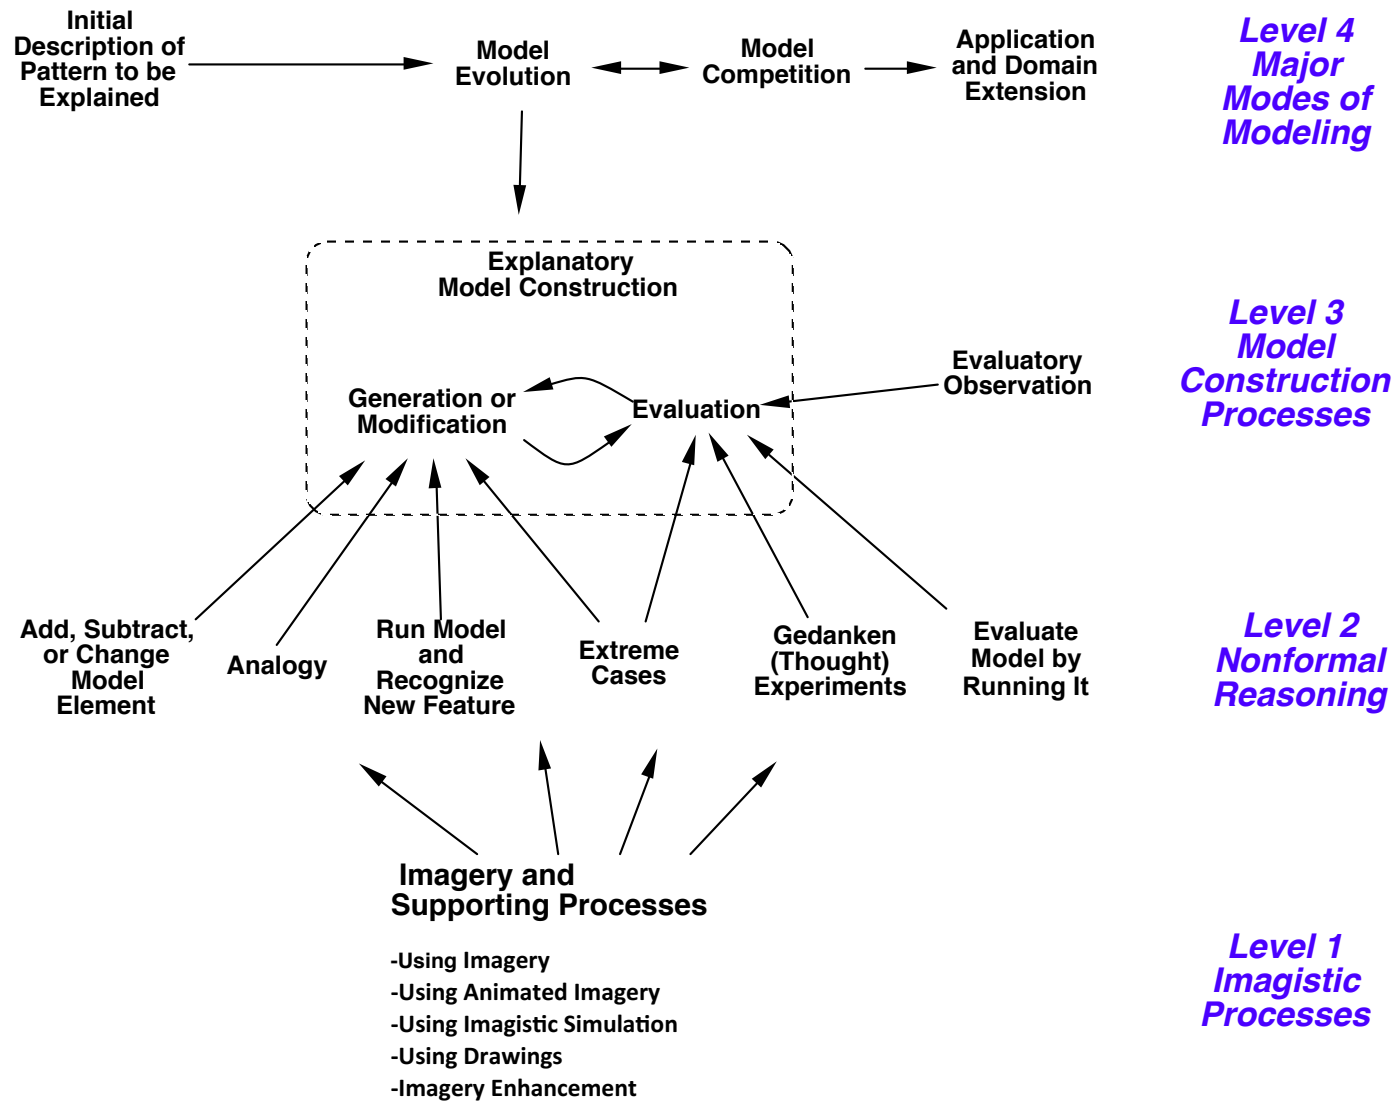 Initial
Description of
Pattern to be
Explained
Model
Evolution
Model
Competition
Application
and Domain
Extension
Level 4
Major
Modes of
Modeling
Explanatory
Model Construction
Generation or
Modification
Evaluation
Evaluatory
Observation
Level 3
Model
Construction
Processes
Add, Subtract,
or Change
Model
Element
Analogy
Run Model
and
Recognize
New Feature
Extreme
Cases
Gedanken
(Thought)
Experiments
Evaluate
Model by
Running It
Level 2
Nonformal
Reasoning
Imagery and
Supporting Processes
-Using Imagery
-Using Animated Imagery
-Using Imagistic Simulation
-Using Drawings
-Imagery Enhancement
Level 1
Imagistic
Processes